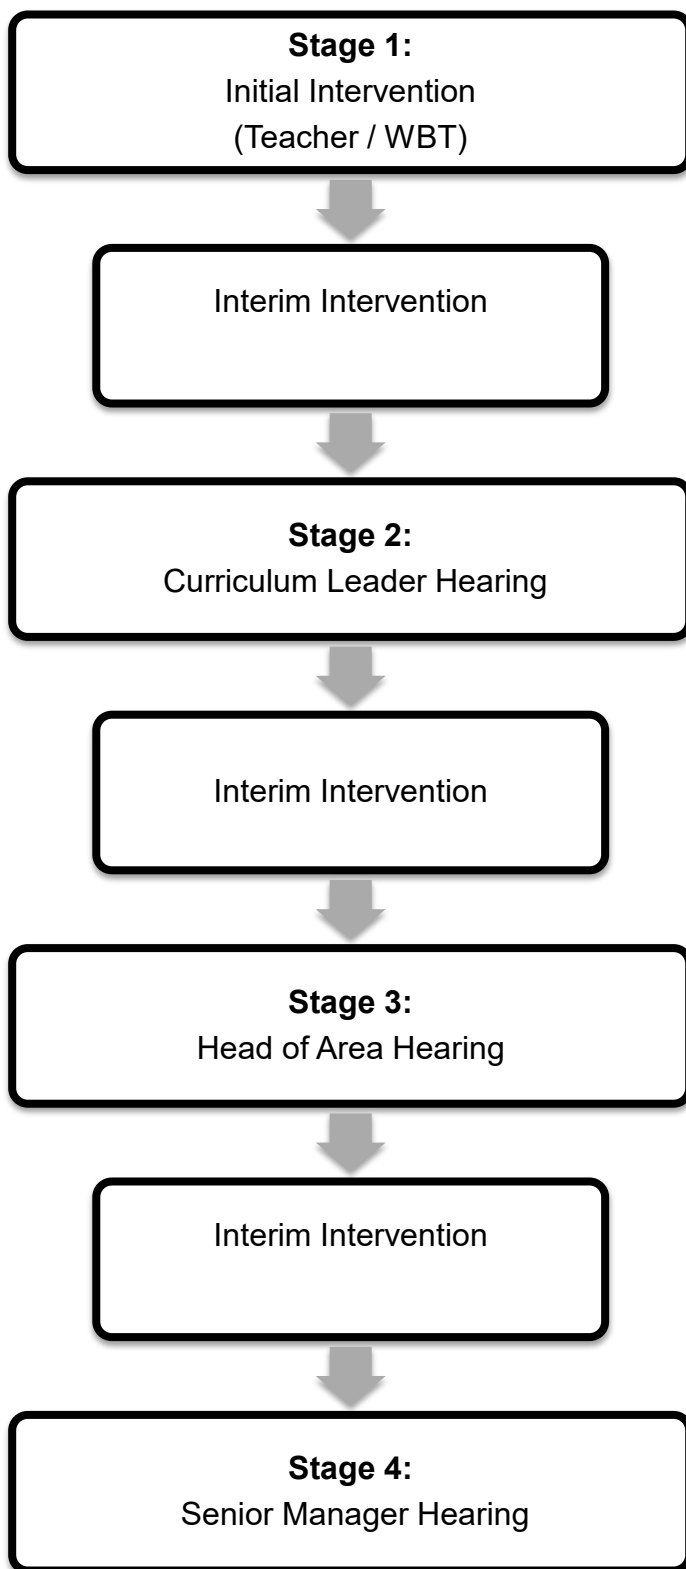 Stage 1:
Initial Intervention
(Teacher / WBT)
Interim Intervention
Stage 2:
Curriculum Leader Hearing
Interim Intervention
Stage 3:
Head of Area Hearing
Interim Intervention
Stage 4:
Senior Manager Hearing